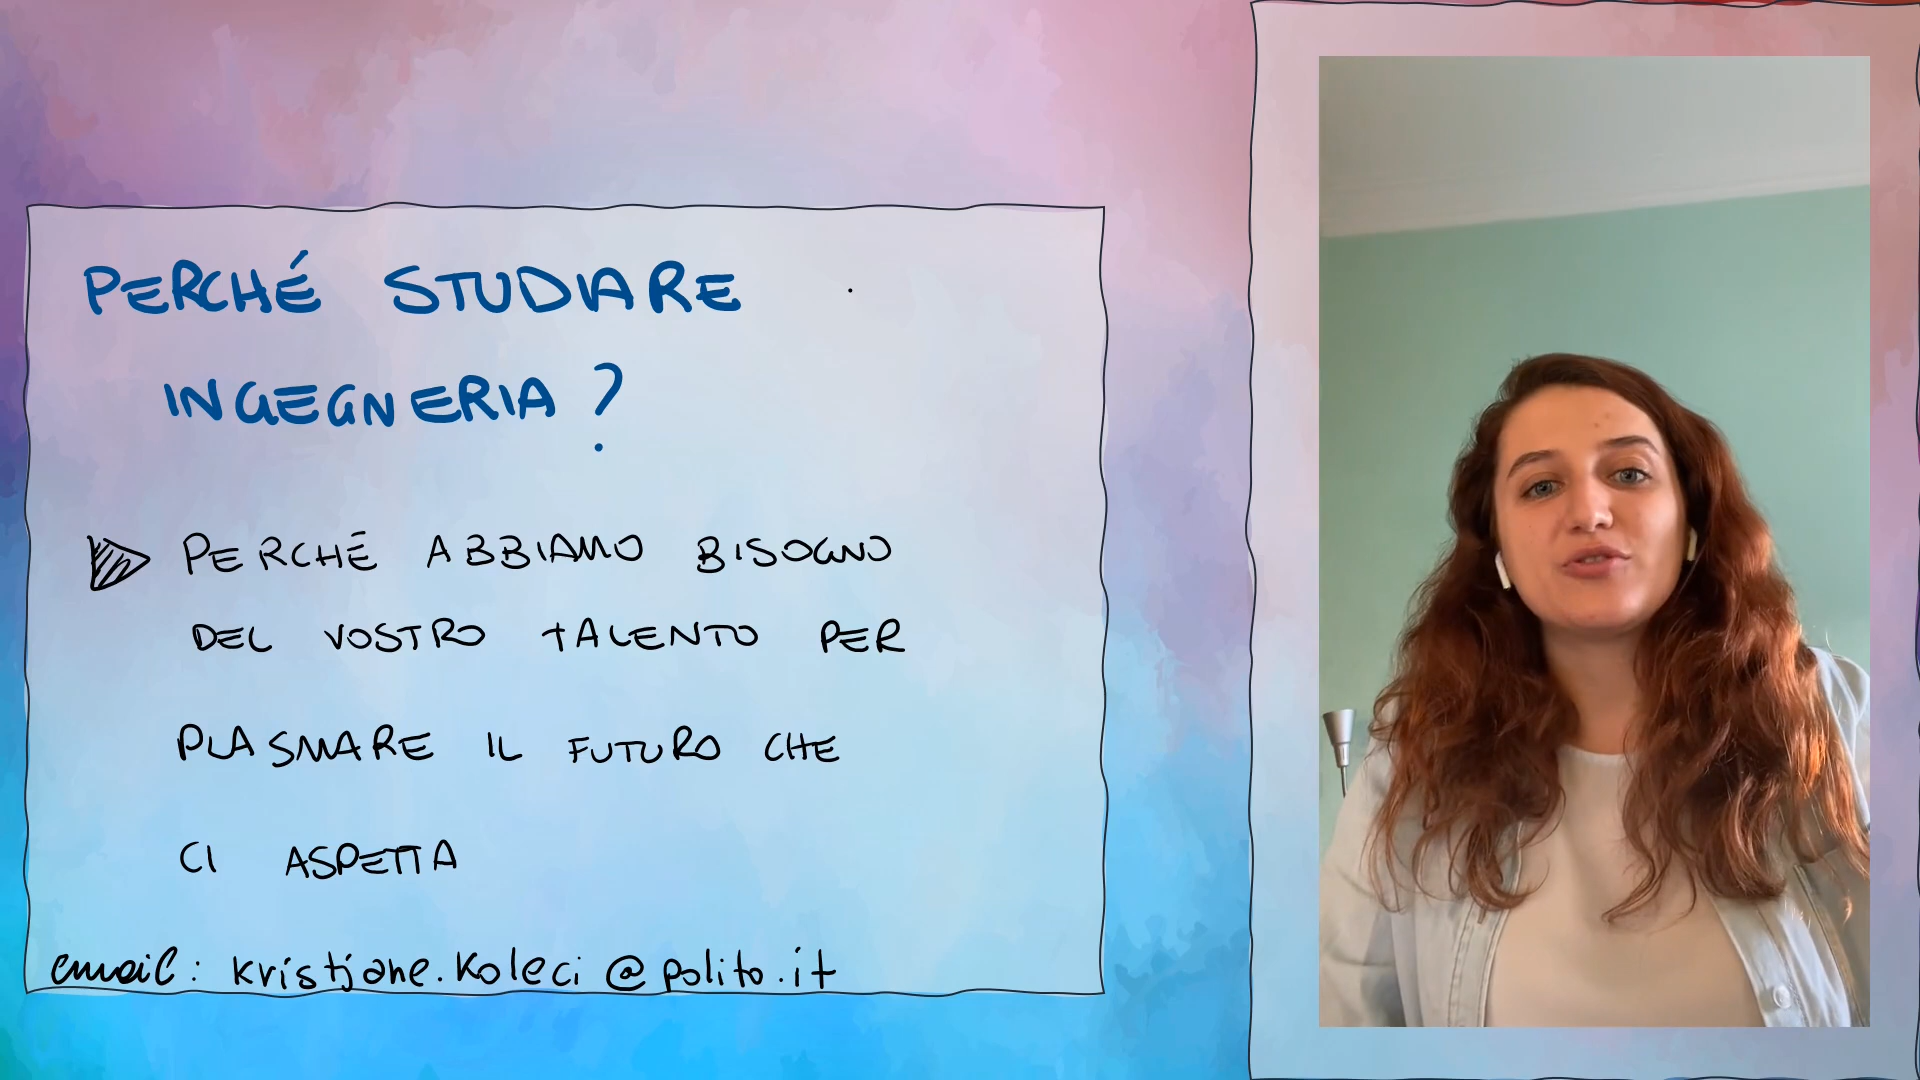 PERCHÉ STUDIARE
INGEGNERIA ?
PERCHÉ ABBIAMO BISOGNO
DEL VOSTRO TALENTO PER
PLASMARE IL FUTURO CHE
CI ASPETTA
email: kristjane.koleci@polito.it